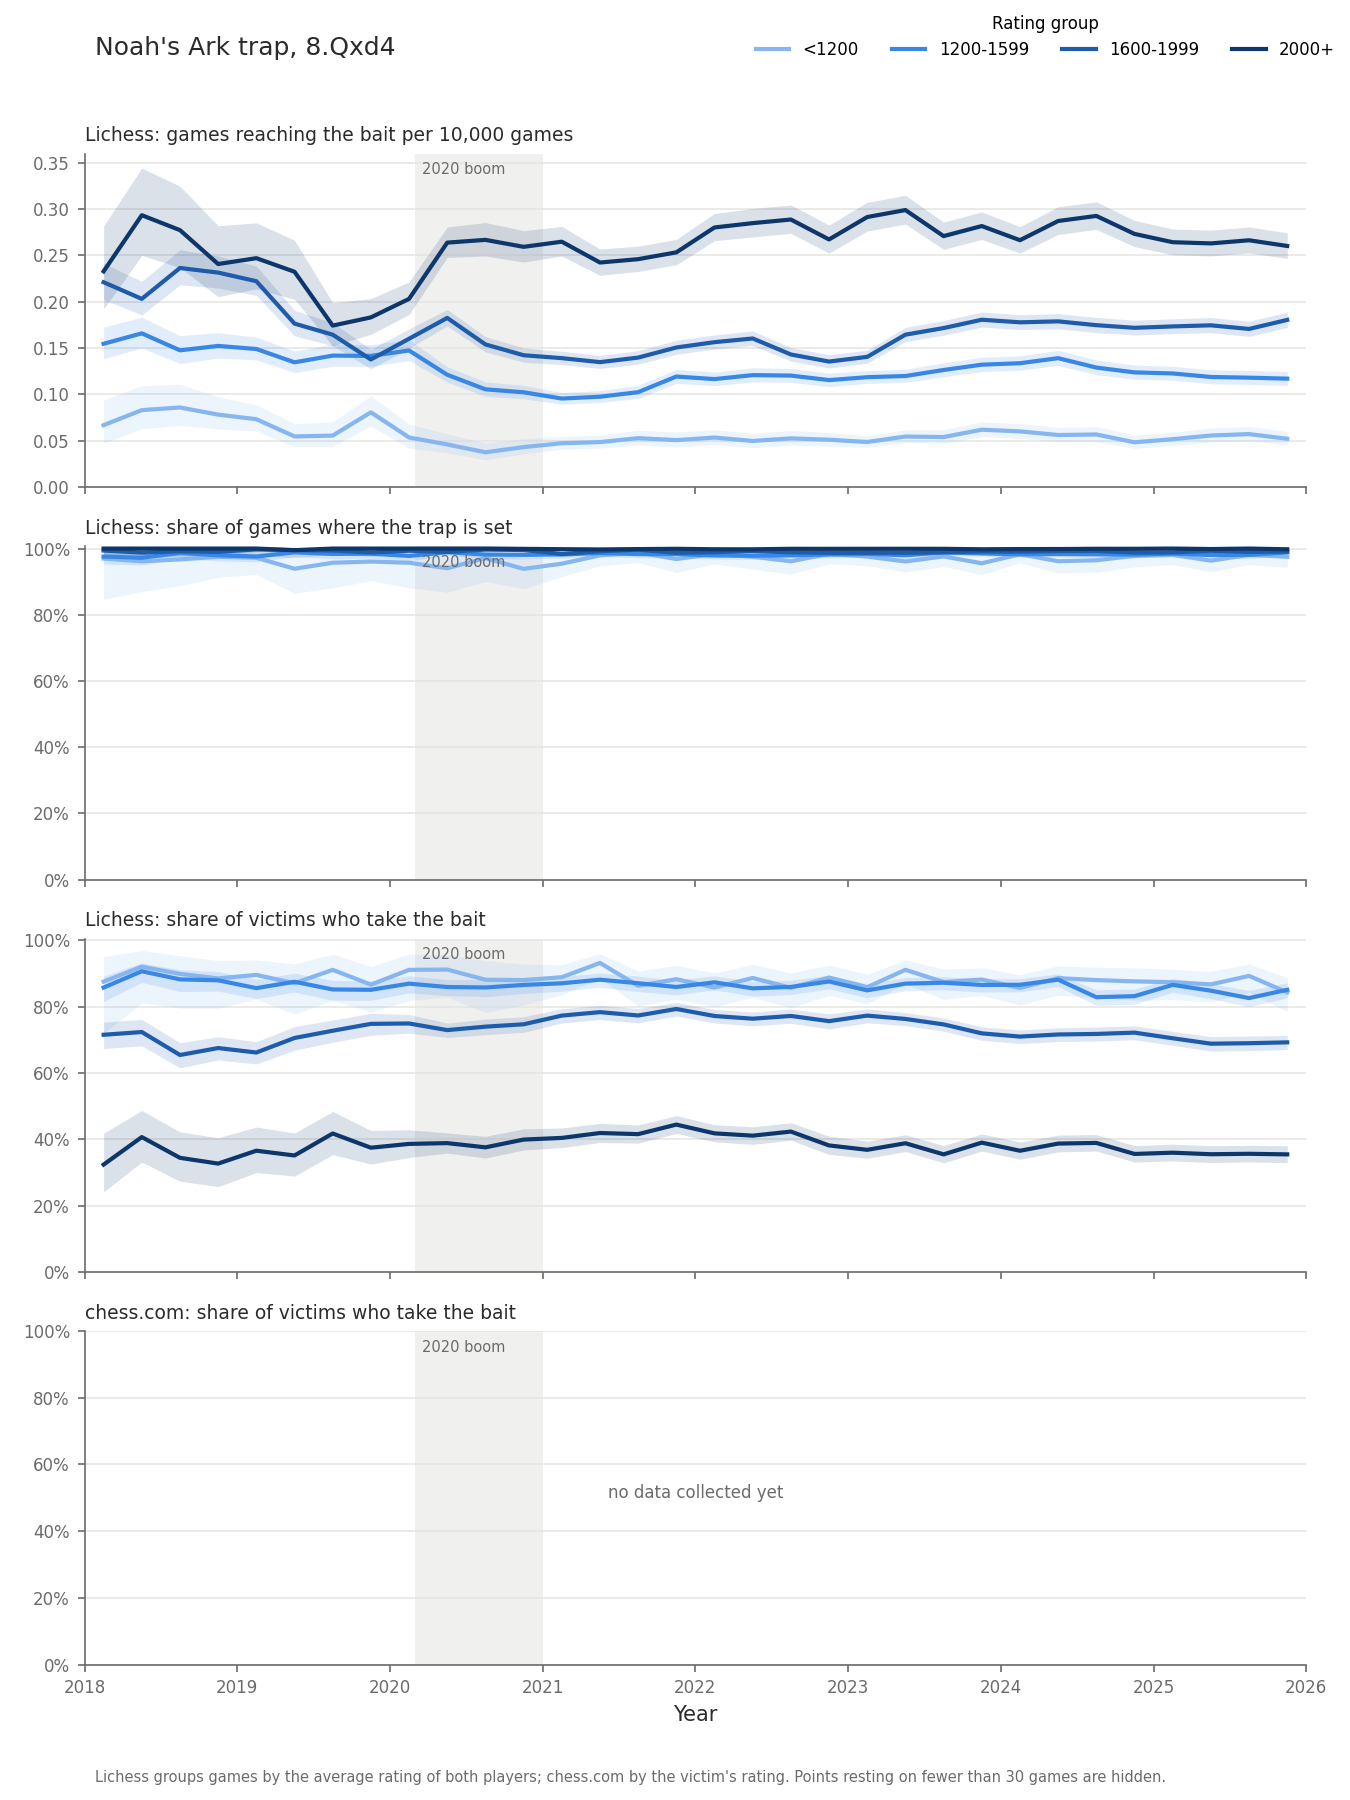 Noah's Ark trap, 8.Qxd4
Rating group
<1200 1200-1599 1600-1999 2000+
Lichess: games reaching the bait per 10,000 games
0.35
2020 boom
0.30
0.25
0.20
0.15
0.10
0.05
0.00
Lichess: share of games where the trap is set
100%
2020 boom
80%
60%
40%
20%
0%
Lichess: share of victims who take the bait
100%
2020 boom
80%
60%
40%
20%
0%
chess.com: share of victims who take the bait
100%
2020 boom
80%
60%
no data collected yet
40%
20%
0%
2018 2019 2020 2021 2022 2023 2024 2025 2026
Year
Lichess groups games by the average rating of both players; chess.com by the victim's rating. Points resting on fewer than 30 games are hidden.